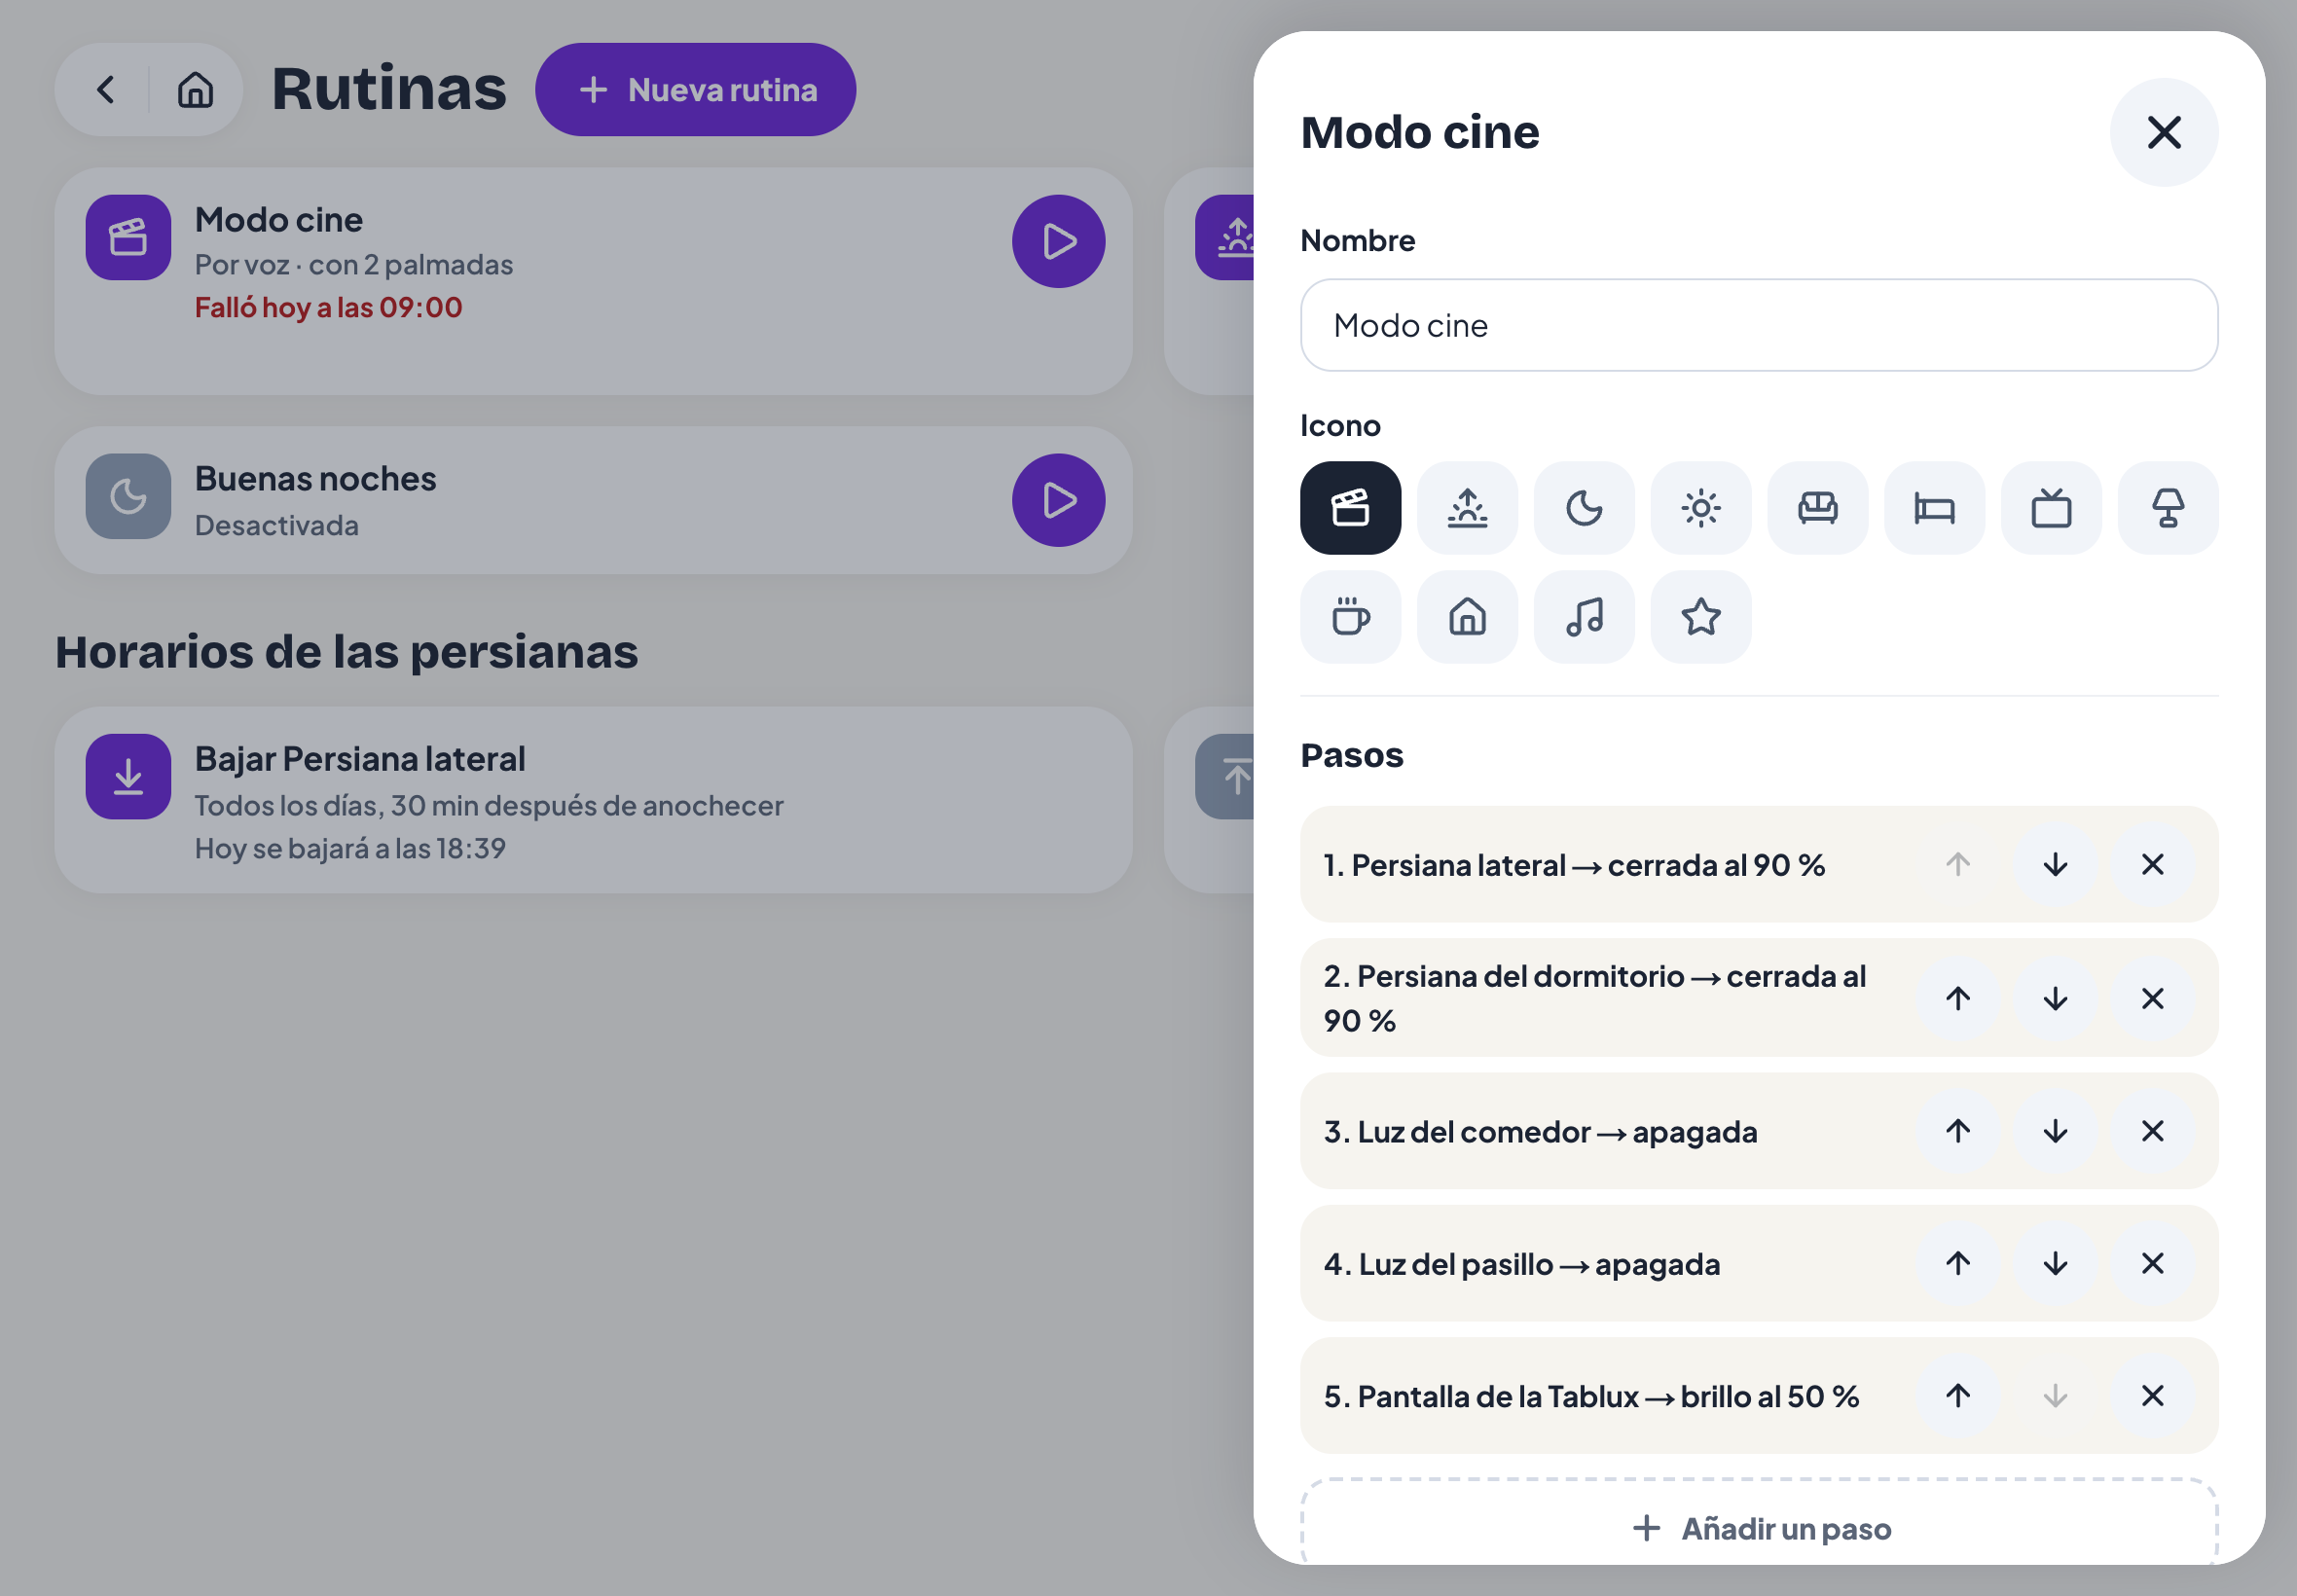 Rutinas
Nueva rutina
Modo cine
Por voz · con 2 palmadas
Falló hoy a las 09:00
Buenas noches
Desactivada
Horarios de las persianas
Bajar Persiana lateral
Todos los días, 30 min después de anochecer
Hoy se bajará a las 18:39
Modo cine
Nombre
Modo cine
Icono
Pasos
1. Persiana lateral → cerrada al 90 %
2. Persiana del dormitorio → cerrada al
90 %
3. Luz del comedor → apagada
4. Luz del pasillo → apagada
5. Pantalla de la Tablux → brillo al 50 %
Añadir un paso